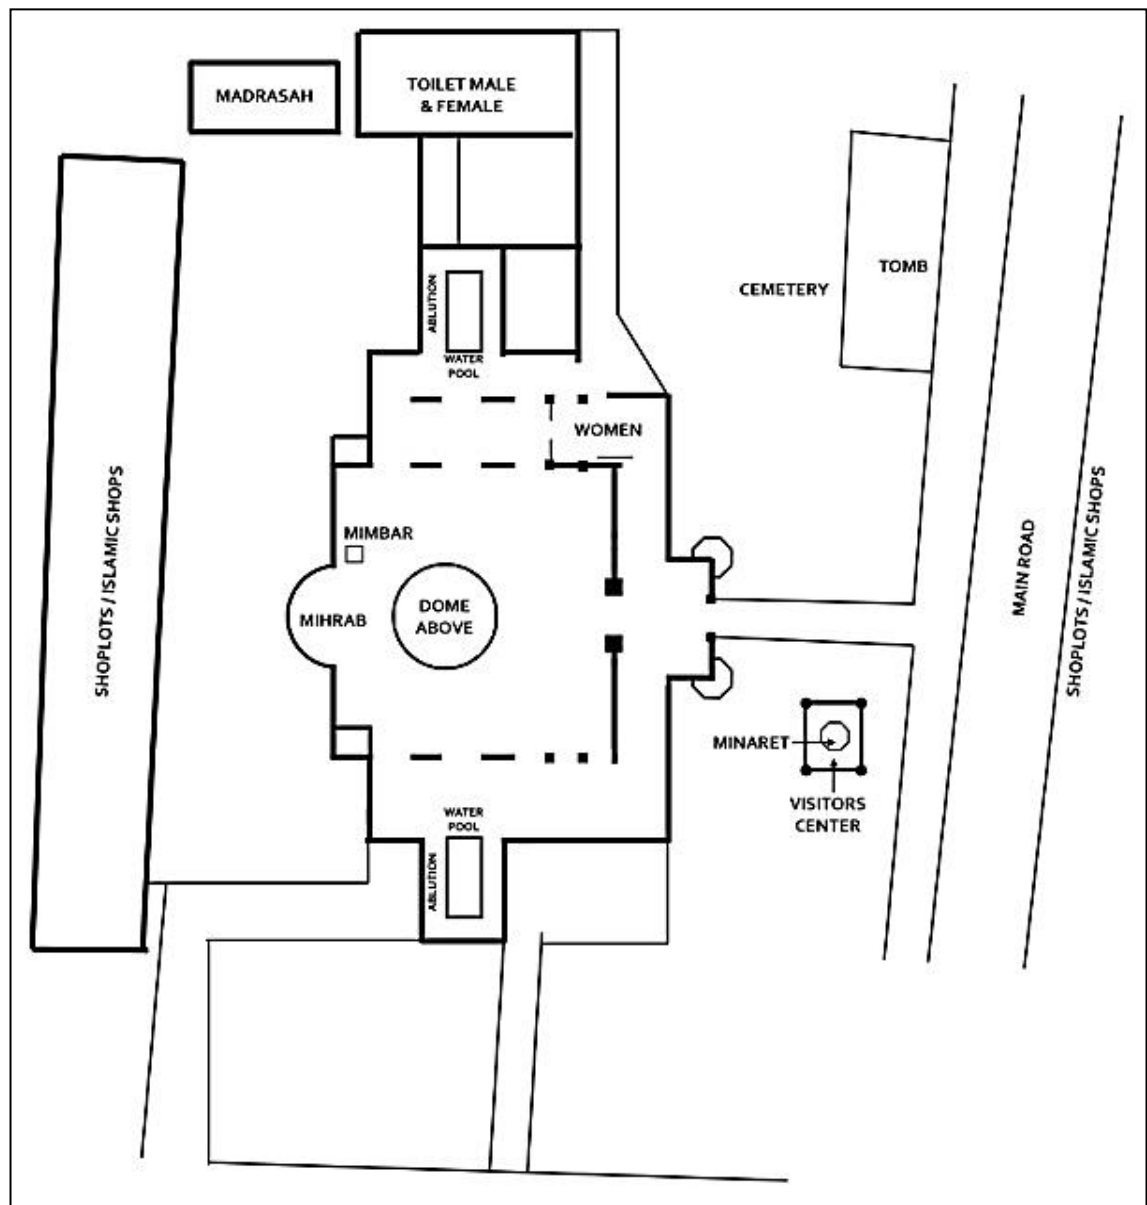 MADRASAH
TOILET MALE
& FEMALE
TOMB
CEMETERY
ABLUTION
WATER
POOL
WOMEN
MIMBAR
MIHRAB
DOME
ABOVE
SHOPLOTS / ISLAMIC SHOPS
MAIN ROAD
SHOPLOTS / ISLAMIC SHOPS
MINARET
VISITORS
CENTER
WATER
POOL
ABLUTION